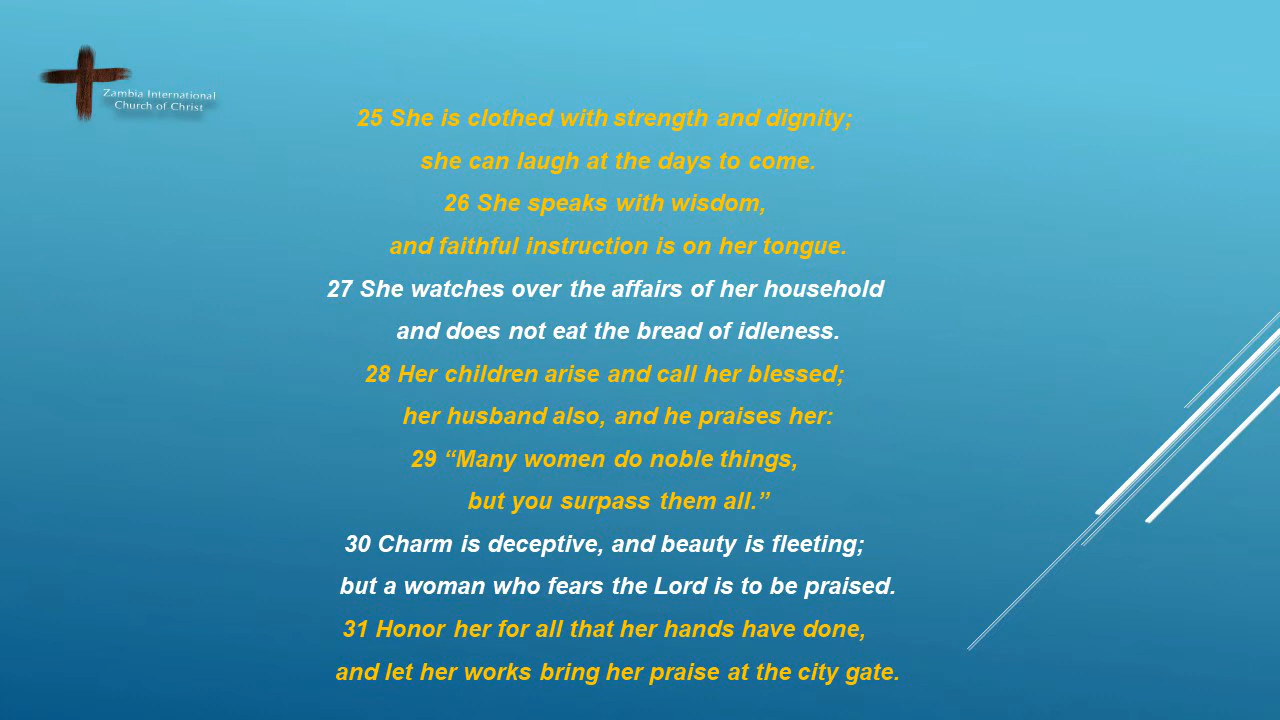 Zambia International
Church of Christ
25 She is clothed with strength and dignity;
she can laugh at the days to come.
26 She speaks with wisdom,
and faithful instruction is on her tongue.
27 She watches over the affairs of her household
and does not eat the bread of idleness.
28 Her children arise and call her blessed;
her husband also, and he praises her:
29 “Many women do noble things,
but you surpass them all.”
30 Charm is deceptive, and beauty is fleeting;
but a woman who fears the Lord is to be praised.
31 Honor her for all that her hands have done,
and let her works bring her praise at the city gate.